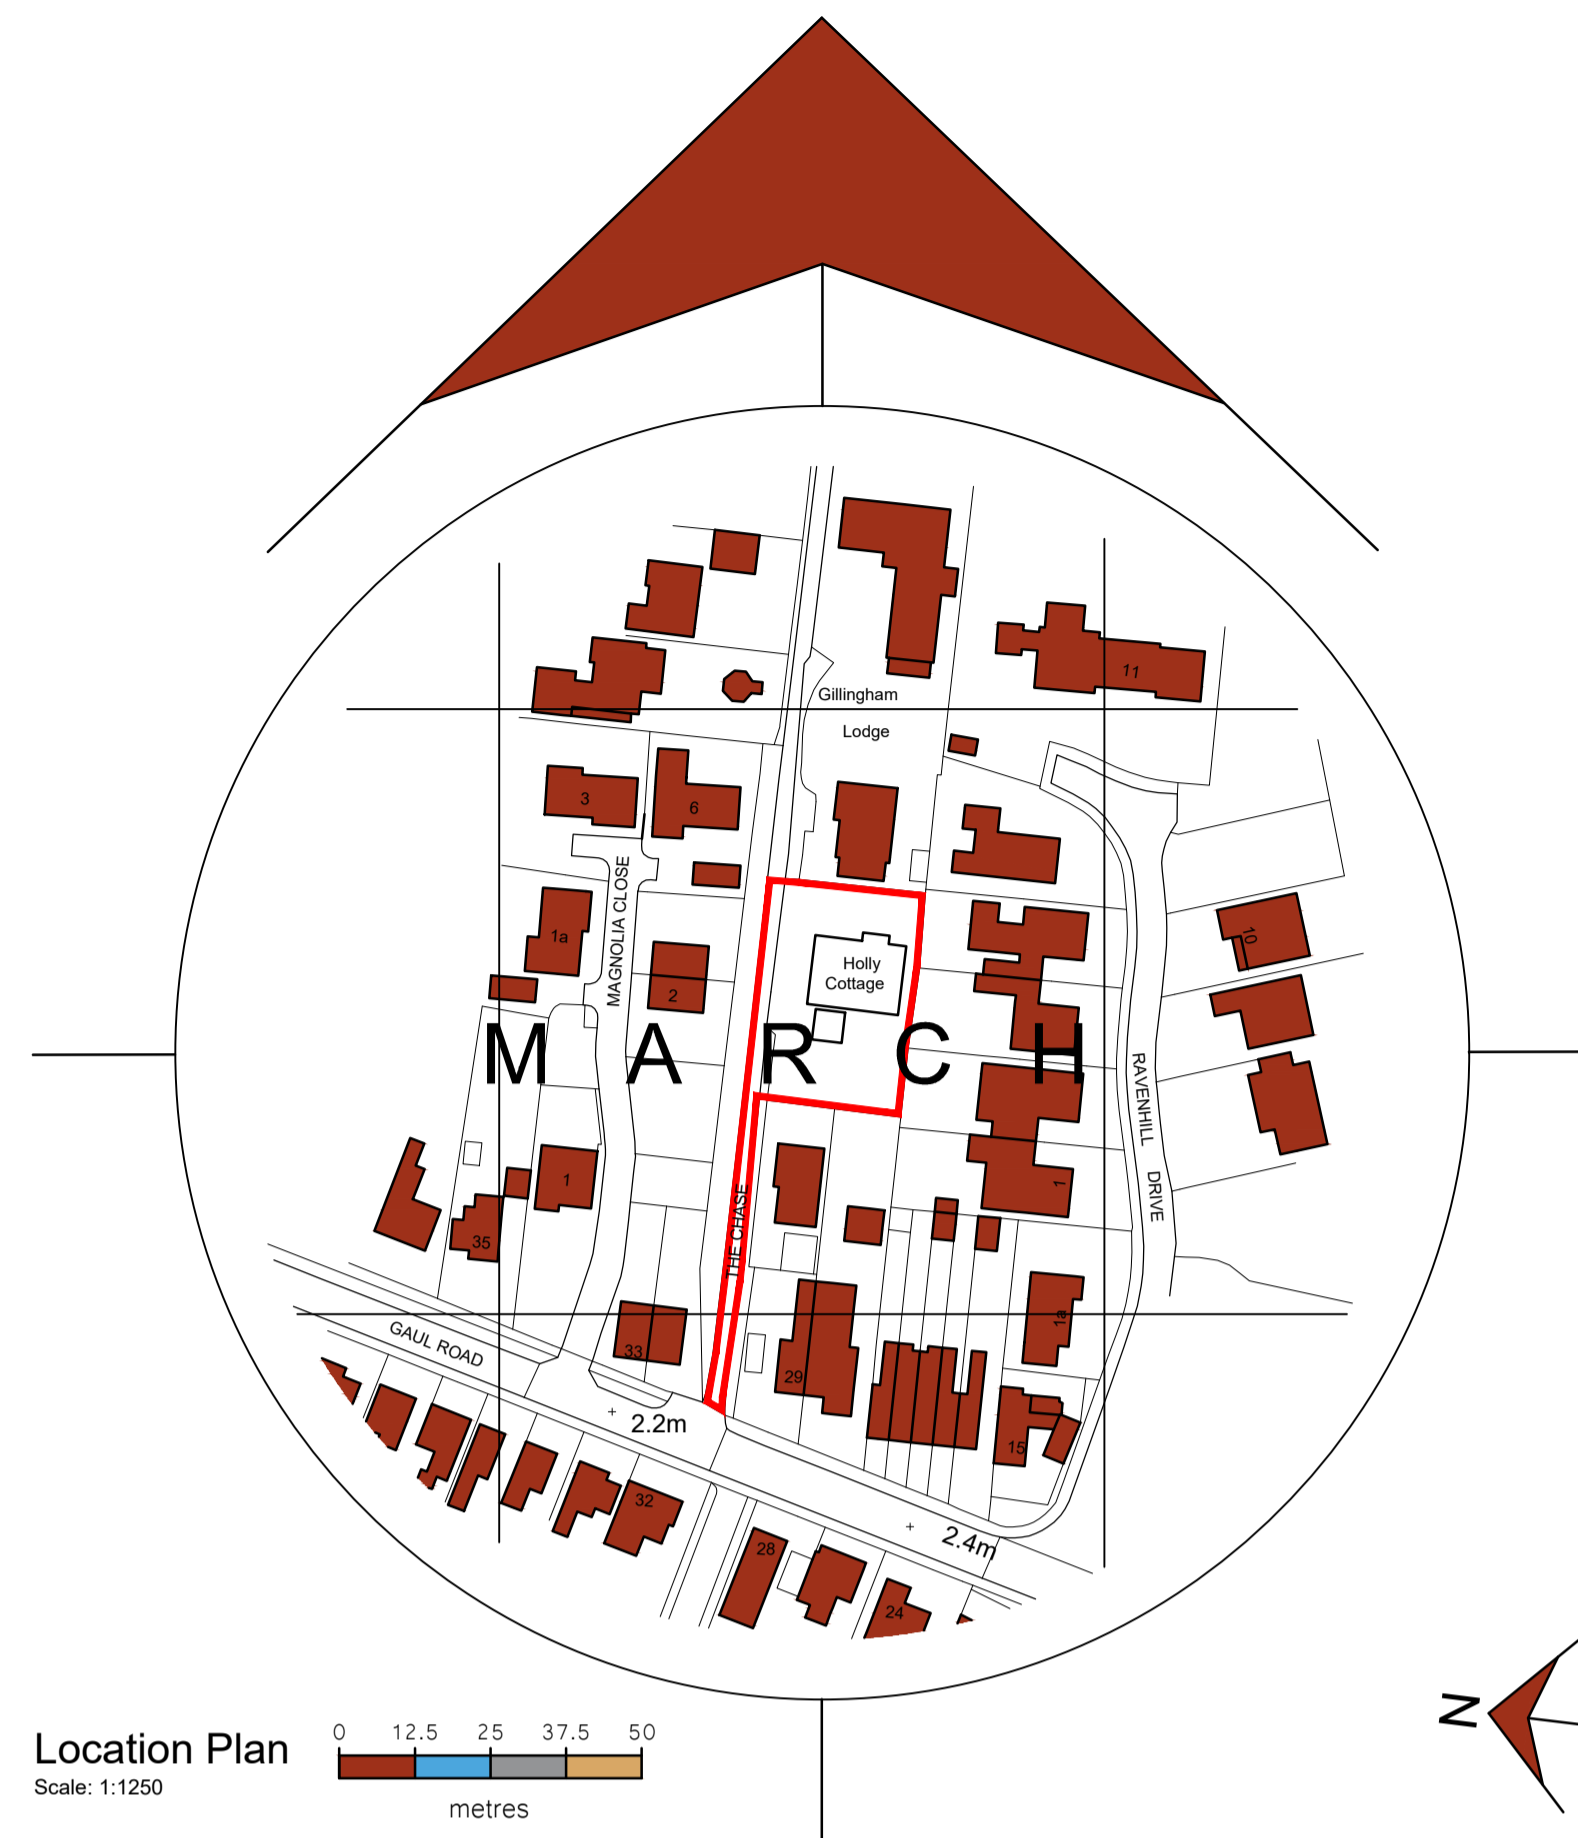 11
Gillingham
Lodge
3
6
MAGNOLIA CLOSE
1a
10
Holly
Cottage
2
MARCH
RAVENHILL DRIVE
1
1
THE CHASE
35
1a
GAUL ROAD
33
29
2.2m
15
32
28
2.4m
24
N
Location Plan
Scale: 1:1250
0 12.5 25 37.5 50
metres